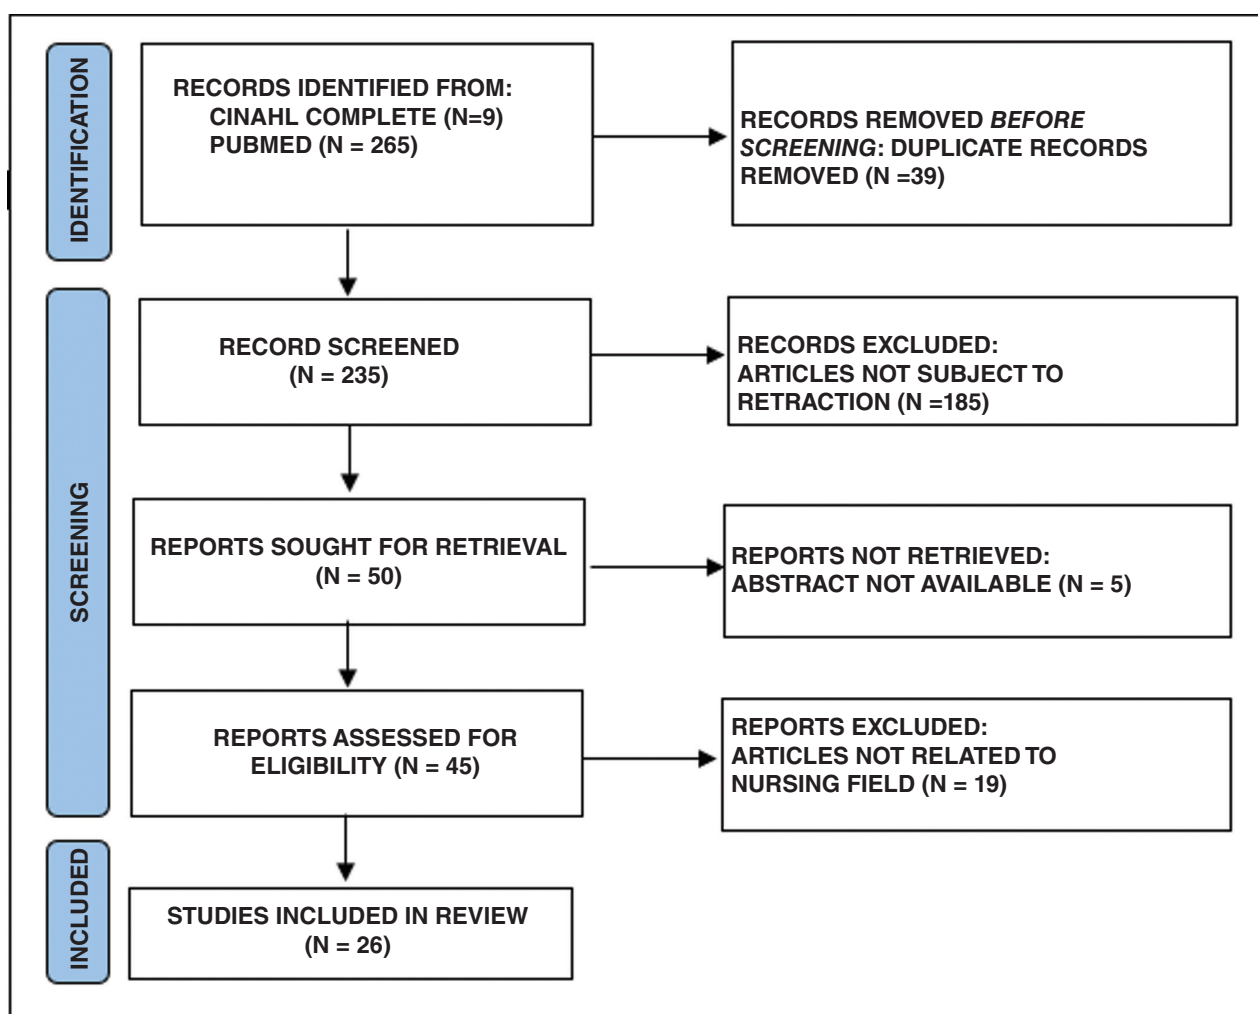 IDENTIFICATION
RECORDS IDENTIFIED FROM:
CINAHL COMPLETE (N=9)
PUBMED (N = 265)
RECORDS REMOVED BEFORE
SCREENING: DUPLICATE RECORDS
REMOVED (N =39)
SCREENING
RECORD SCREENED
(N = 235)
RECORDS EXCLUDED:
ARTICLES NOT SUBJECT TO
RETRACTION (N =185)
REPORTS SOUGHT FOR RETRIEVAL
(N = 50)
REPORTS NOT RETRIEVED:
ABSTRACT NOT AVAILABLE (N = 5)
REPORTS ASSESSED FOR
ELIGIBILITY (N = 45)
REPORTS EXCLUDED:
ARTICLES NOT RELATED TO
NURSING FIELD (N = 19)
INCLUDED
STUDIES INCLUDED IN REVIEW
(N = 26)